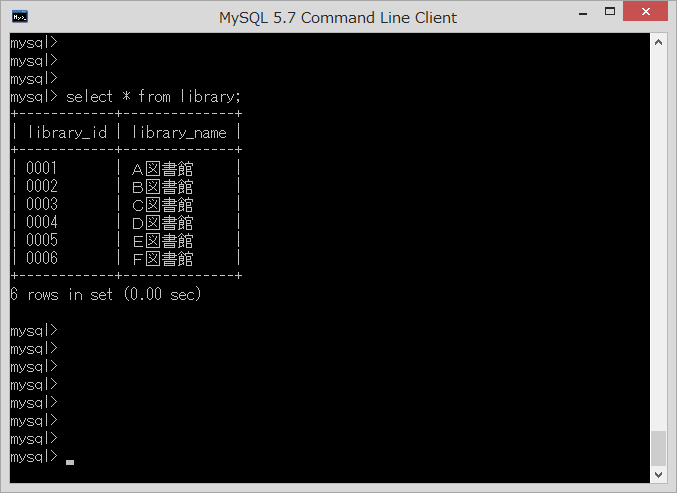 MySQL 5.7 Command Line Client
mysql>
mysql>
mysql>
mysql> select * from library;
+------------+--------------+
| library_id | library_name |
+------------+--------------+
| 0001       | Ａ図書館     |
| 0002       | Ｂ図書館     |
| 0003       | Ｃ図書館     |
| 0004       | Ｄ図書館     |
| 0005       | Ｅ図書館     |
| 0006       | Ｆ図書館     |
+------------+--------------+
6 rows in set (0.00 sec)
mysql>
mysql>
mysql>
mysql>
mysql>
mysql>
mysql>
mysql>